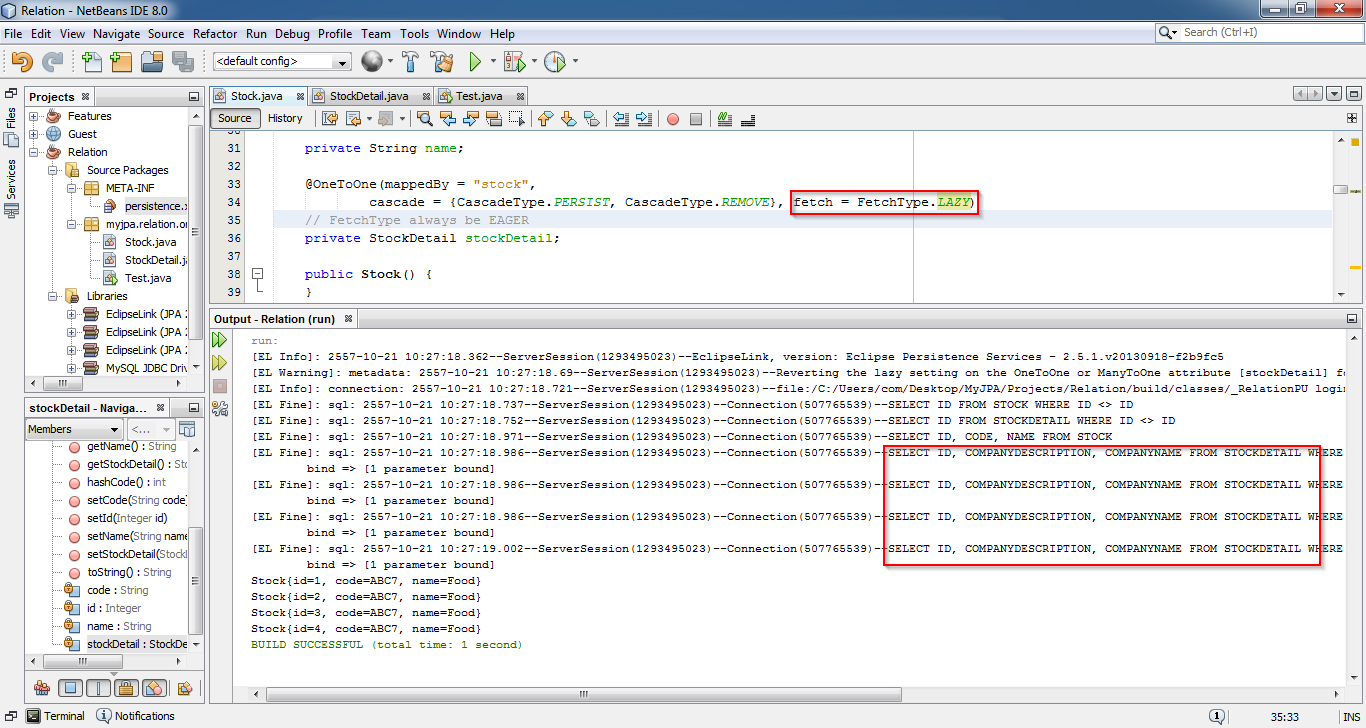 Relation - NetBeans IDE 8.0
File Edit View Navigate Source Refactor Run Debug Profile Team Tools Window Help
Search (Ctrl+I)
<default config>
Files
Services
Projects
Features
Guest
Relation
Source Packages
META-INF
persistence.x
myjpa.relation.or
Stock.java
StockDetail.ja
Test.java
Libraries
EclipseLink (JPA 2
EclipseLink (JPA 2
EclipseLink (JPA 2
MySQL JDBC Driv
stockDetail - Naviga...
Members
<...
getName() : String
getStockDetail() : Sto
hashCode() : int
setCode(String code)
setId(Integer id)
setName(String name
setStockDetail(Stockl
toString() : String
code : String
id : Integer
name : String
stockDetail : StockDe
Stock.java StockDetail.java Test.java
Source History
30
31 private String name;
32
33 @OneToOne(mappedBy = "stock",
34 cascade = {CascadeType.PERSIST, CascadeType.REMOVE}, fetch = FetchType.LAZY)
35 // FetchType always be EAGER
36 private StockDetail stockDetail;
37
38 public Stock() {
39 }
Output - Relation (run)
run:
[EL Info]: 2557-10-21 10:27:18.362--ServerSession(1293495023)--EclipseLink, version: Eclipse Persistence Services - 2.5.1.v20130918-f2b9fc5
[EL Warning]: metadata: 2557-10-21 10:27:18.69--ServerSession(1293495023)--Reverting the lazy setting on the OneToOne or ManyToOne attribute [stockDetail] f
[EL Info]: connection: 2557-10-21 10:27:18.721--ServerSession(1293495023)--file:/C:/Users/com/Desktop/MyJPA/Projects/Relation/build/classes/_RelationPU login
[EL Fine]: sql: 2557-10-21 10:27:18.737--ServerSession(1293495023)--Connection(507765539)--SELECT ID FROM STOCK WHERE ID <> ID
[EL Fine]: sql: 2557-10-21 10:27:18.752--ServerSession(1293495023)--Connection(507765539)--SELECT ID FROM STOCKDETAIL WHERE ID <> ID
[EL Fine]: sql: 2557-10-21 10:27:18.971--ServerSession(1293495023)--Connection(507765539)--SELECT ID, CODE, NAME FROM STOCK
[EL Fine]: sql: 2557-10-21 10:27:18.986--ServerSession(1293495023)--Connection(507765539)--SELECT ID, COMPANYDESCRIPTION, COMPANYNAME FROM STOCKDETAIL WHERE
bind => [1 parameter bound]
[EL Fine]: sql: 2557-10-21 10:27:18.986--ServerSession(1293495023)--Connection(507765539)--SELECT ID, COMPANYDESCRIPTION, COMPANYNAME FROM STOCKDETAIL WHERE
bind => [1 parameter bound]
[EL Fine]: sql: 2557-10-21 10:27:18.986--ServerSession(1293495023)--Connection(507765539)--SELECT ID, COMPANYDESCRIPTION, COMPANYNAME FROM STOCKDETAIL WHERE
bind => [1 parameter bound]
[EL Fine]: sql: 2557-10-21 10:27:19.002--ServerSession(1293495023)--Connection(507765539)--SELECT ID, COMPANYDESCRIPTION, COMPANYNAME FROM STOCKDETAIL WHERE
bind => [1 parameter bound]
Stock{id=1, code=ABC7, name=Food}
Stock{id=2, code=ABC7, name=Food}
Stock{id=3, code=ABC7, name=Food}
Stock{id=4, code=ABC7, name=Food}
BUILD SUCCESSFUL (total time: 1 second)
Terminal Notifications
1 35:33 INS